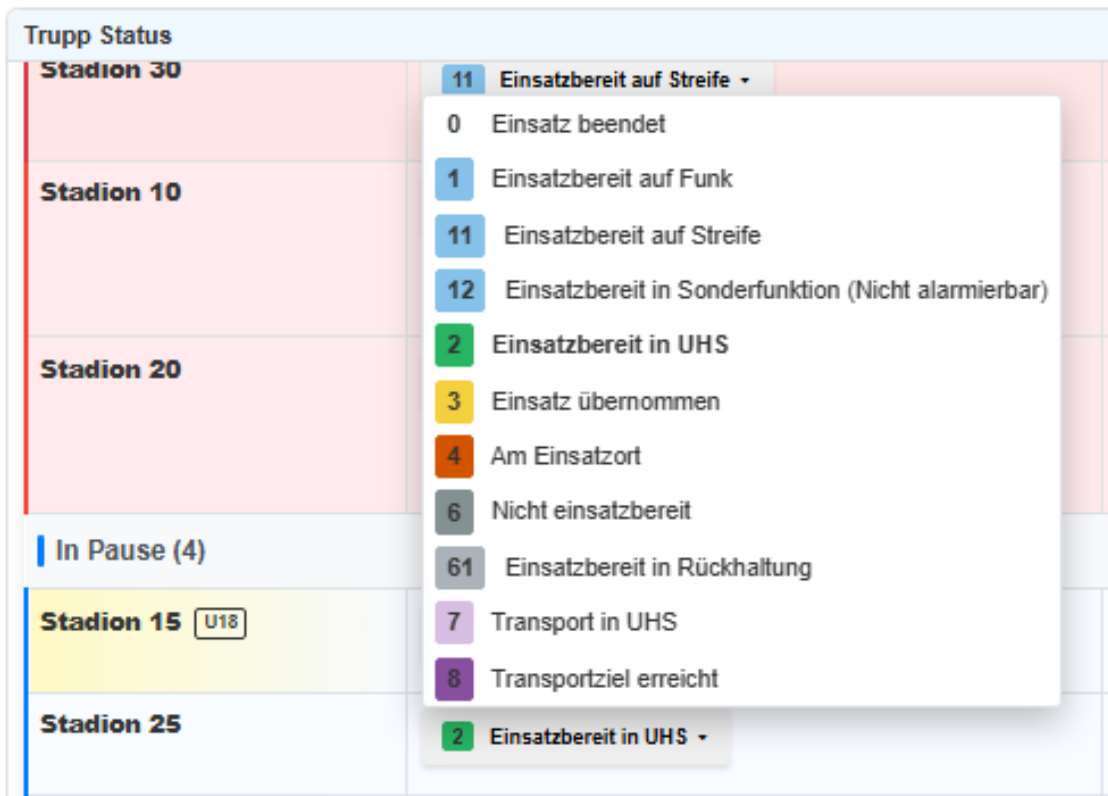 Trupp Status
Stadion 30
11 Einsatzbereit auf Streife
0 Einsatz beendet
1 Einsatzbereit auf Funk
Stadion 10
11 Einsatzbereit auf Streife
12 Einsatzbereit in Sonderfunktion (Nicht alarmierbar)
2 Einsatzbereit in UHS
Stadion 20
3 Einsatz übernommen
4 Am Einsatzort
6 Nicht einsatzbereit
In Pause (4)
61 Einsatzbereit in Rückhaltung
Stadion 15 U18
7 Transport in UHS
8 Transportziel erreicht
Stadion 25
2 Einsatzbereit in UHS